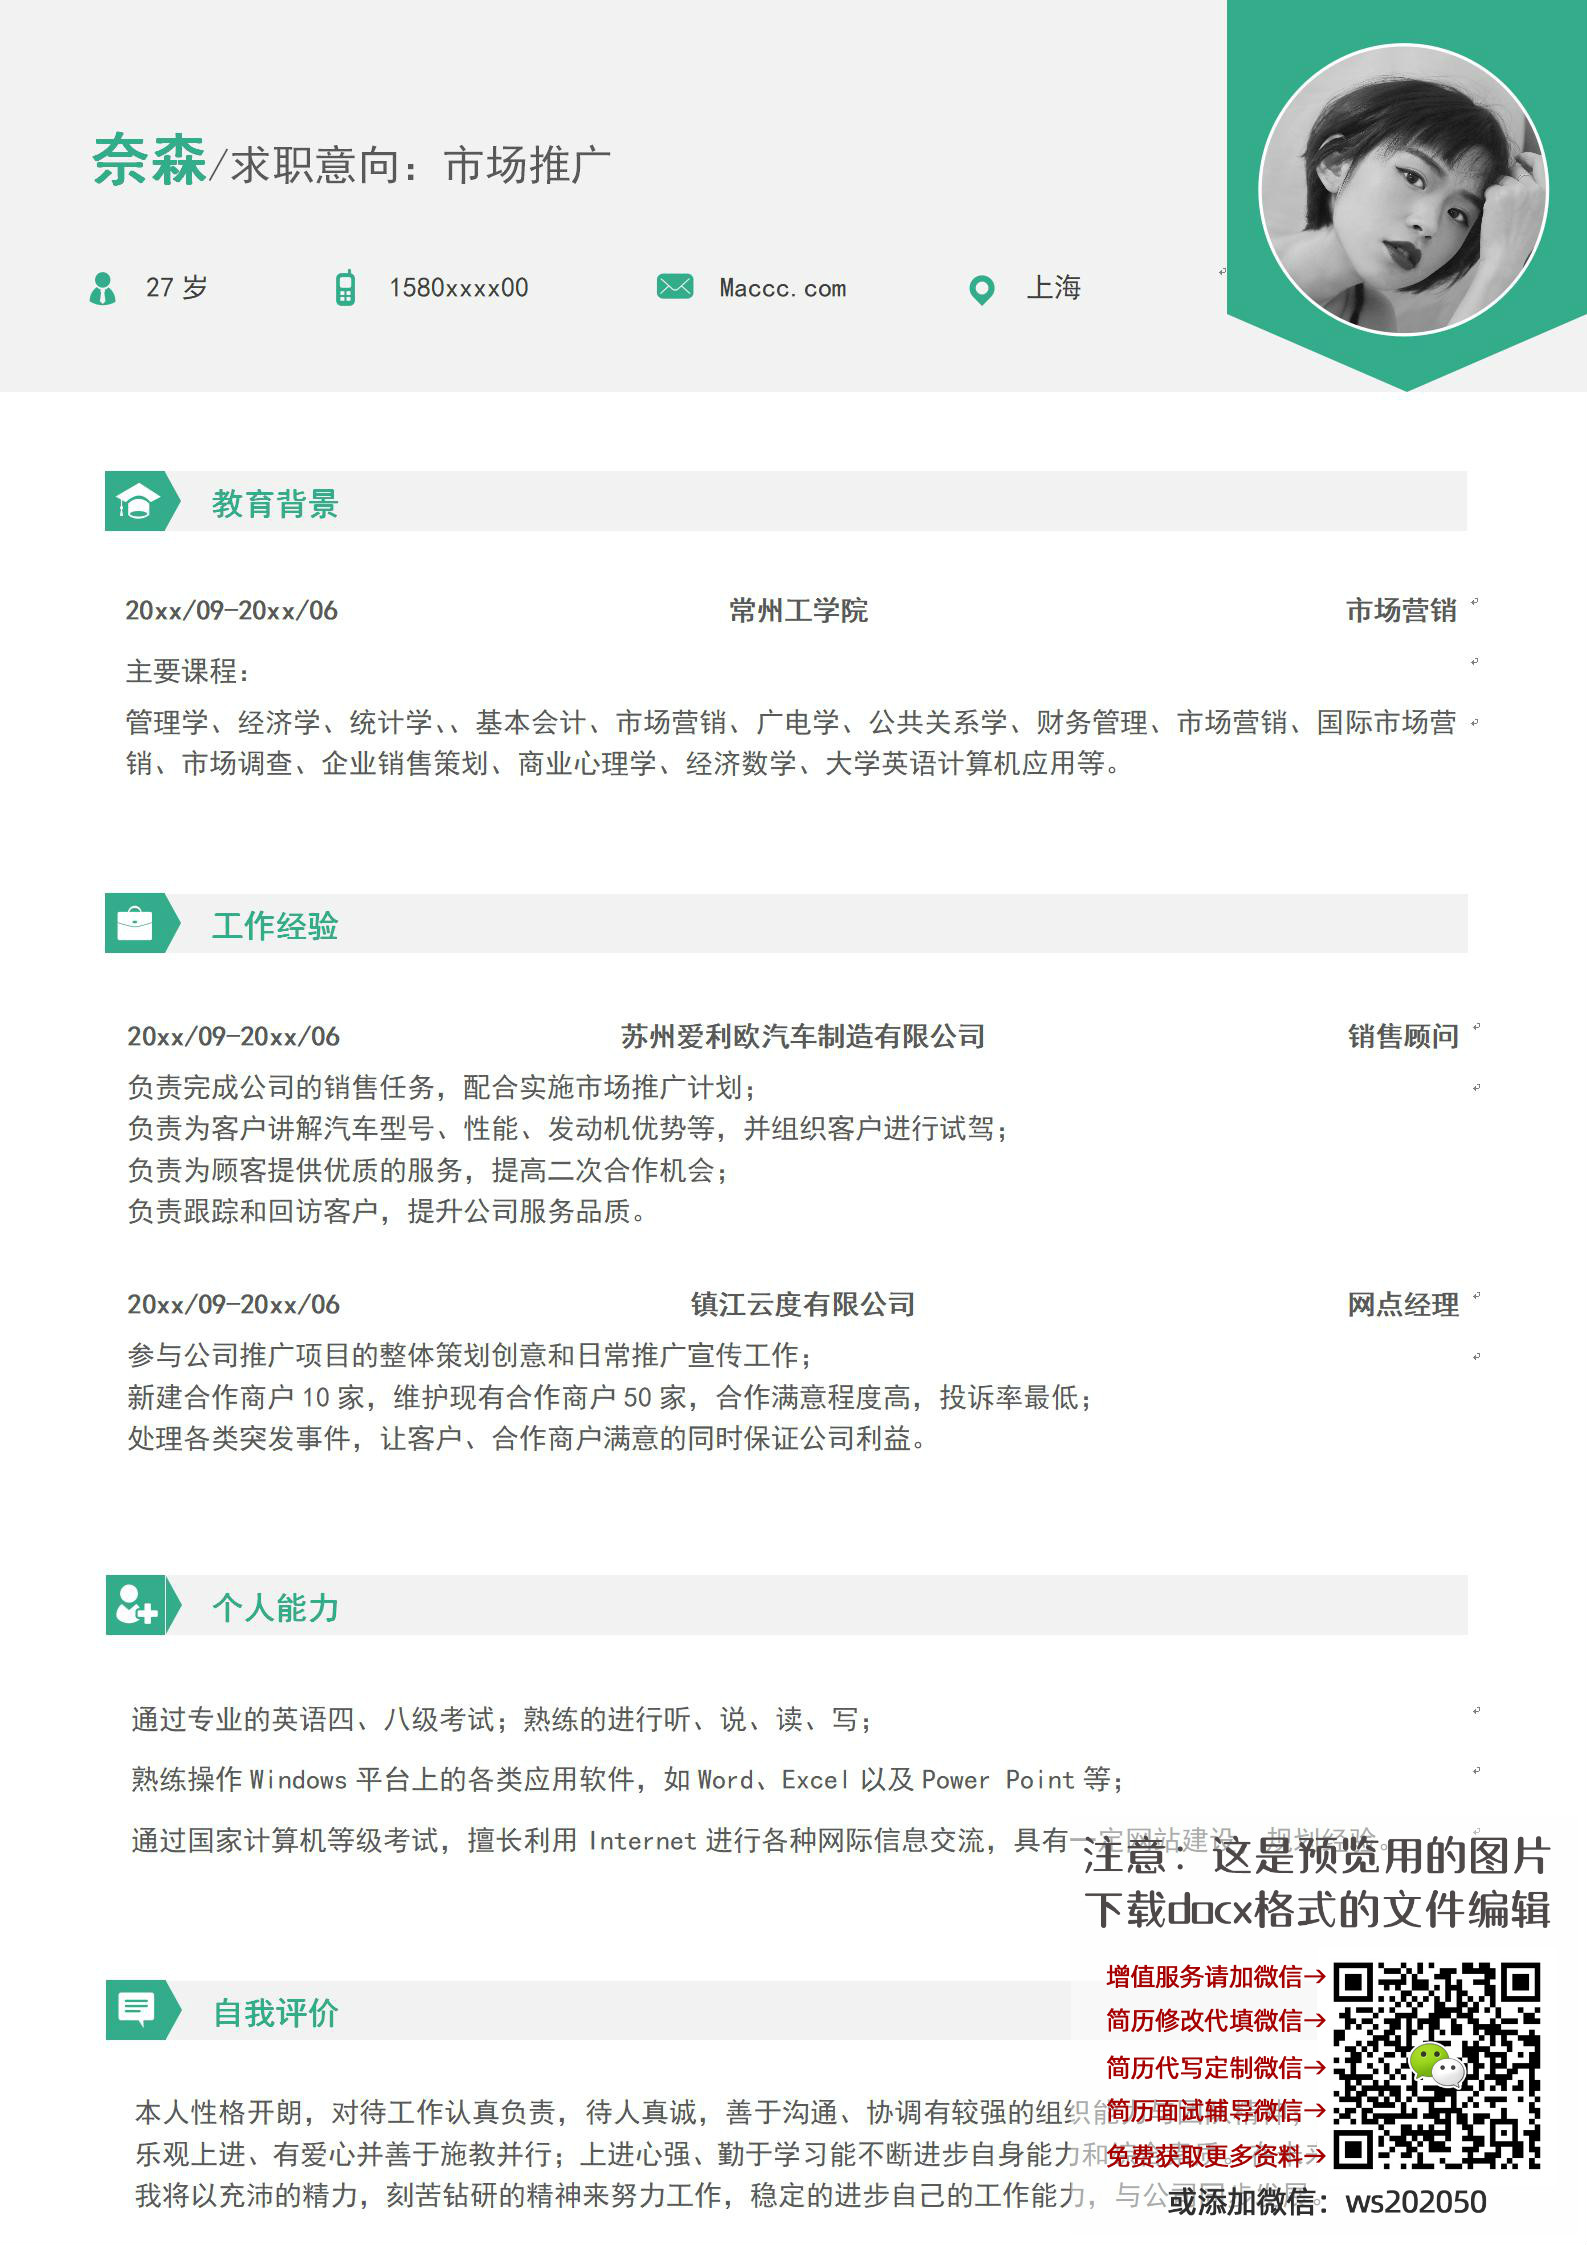 奈森/求职意向：市场推广
27 岁
1580xxxx00
Maccc.com
上海
教育背景
20xx/09-20xx/06 常州工学院 市场营销
主要课程：
管理学、经济学、统计学、、基本会计、市场营销、广电学、公共关系学、财务管理、市场营销、国际市场营
销、市场调查、企业销售策划、商业心理学、经济数学、大学英语计算机应用等。
工作经验
20xx/09-20xx/06 苏州爱利欧汽车制造有限公司 销售顾问
负责完成公司的销售任务，配合实施市场推广计划；
负责为客户讲解汽车型号、性能、发动机优势等，并组织客户进行试驾；
负责为顾客提供优质的服务，提高二次合作机会；
负责跟踪和回访客户，提升公司服务品质。
20xx/09-20xx/06 镇江云度有限公司 网点经理
参与公司推广项目的整体策划创意和日常推广宣传工作；
新建合作商户 10 家，维护现有合作商户 50 家，合作满意程度高，投诉率最低；
处理各类突发事件，让客户、合作商户满意的同时保证公司利益。
个人能力
通过专业的英语四、八级考试；熟练的进行听、说、读、写；
熟练操作 Windows 平台上的各类应用软件，如 Word、Excel 以及 Power Point 等；
通过国家计算机等级考试，擅长利用 Internet 进行各种网际信息交流，具有一定网站建设、规划经验。
注意：这是预览用的图片
下载docx格式的文件编辑
自我评价
本人性格开朗，对待工作认真负责，待人真诚，善于沟通、协调有较强的组织能
乐观上进、有爱心并善于施教并行；上进心强、勤于学习能不断进步自身能力和
我将以充沛的精力，刻苦钻研的精神来努力工作，稳定的进步自己的工作能力，与公
增值服务请加微信→
简历修改代填微信→
简历代写定制微信→
简历面试辅导微信→
免费获取更多资料→
或添加微信：ws202050